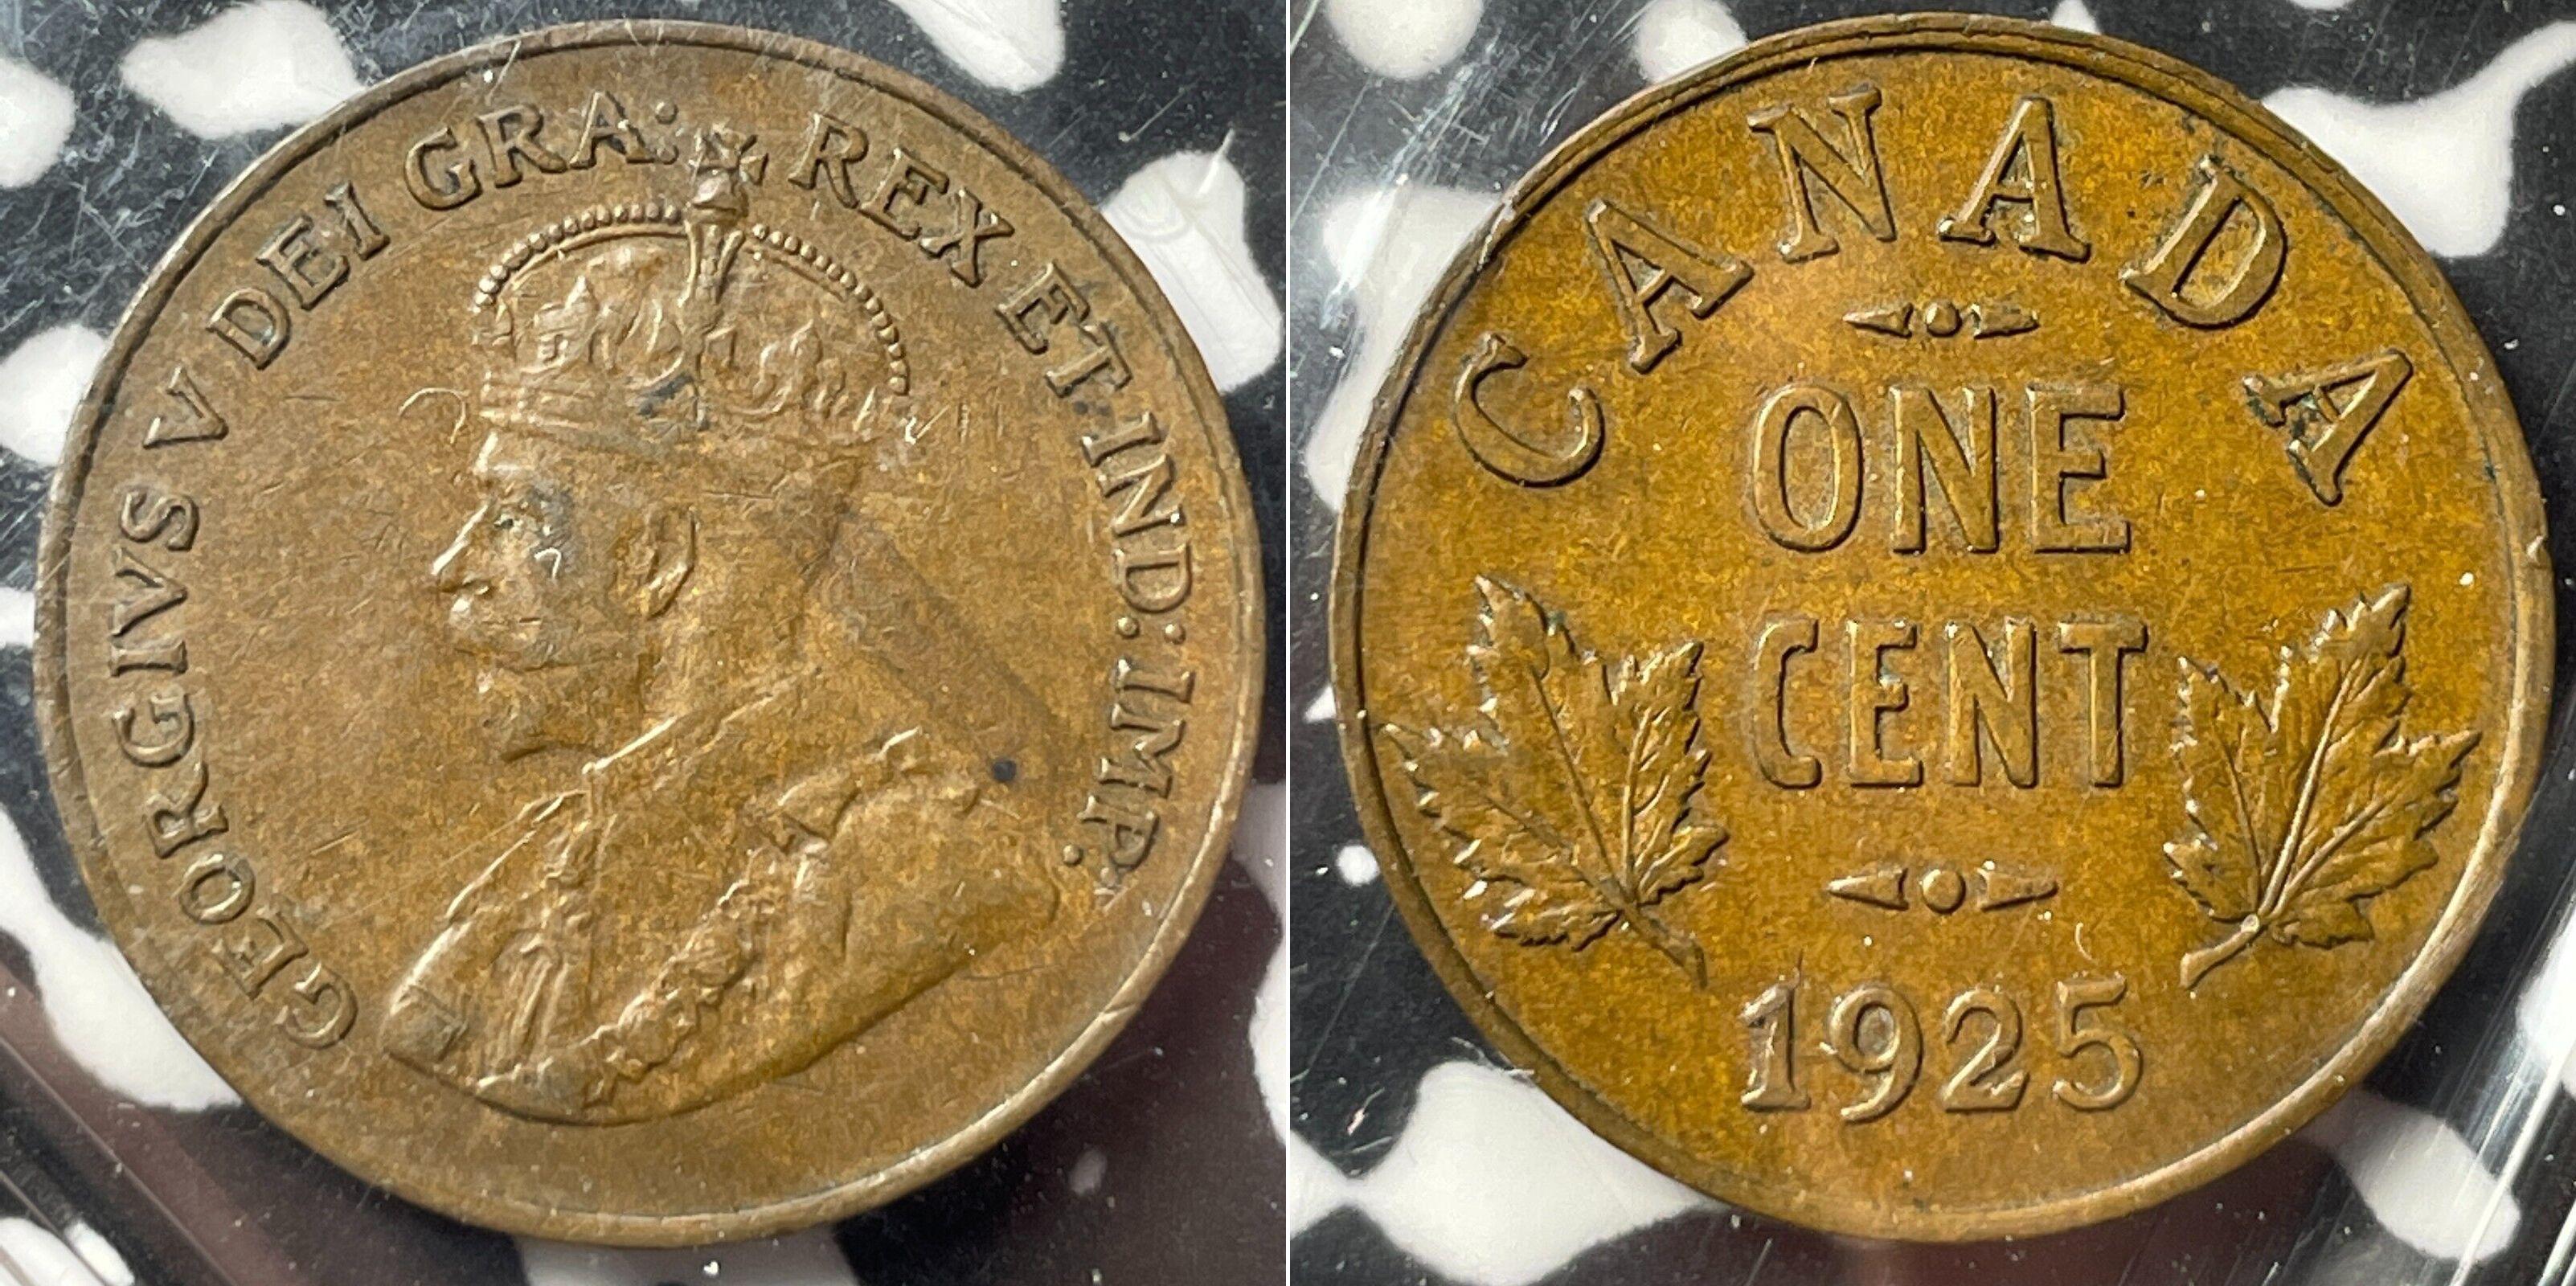 GEORGIVS V DEI GRA: REX ET IND: IMP:
CANADA
ONE
CENT
1925